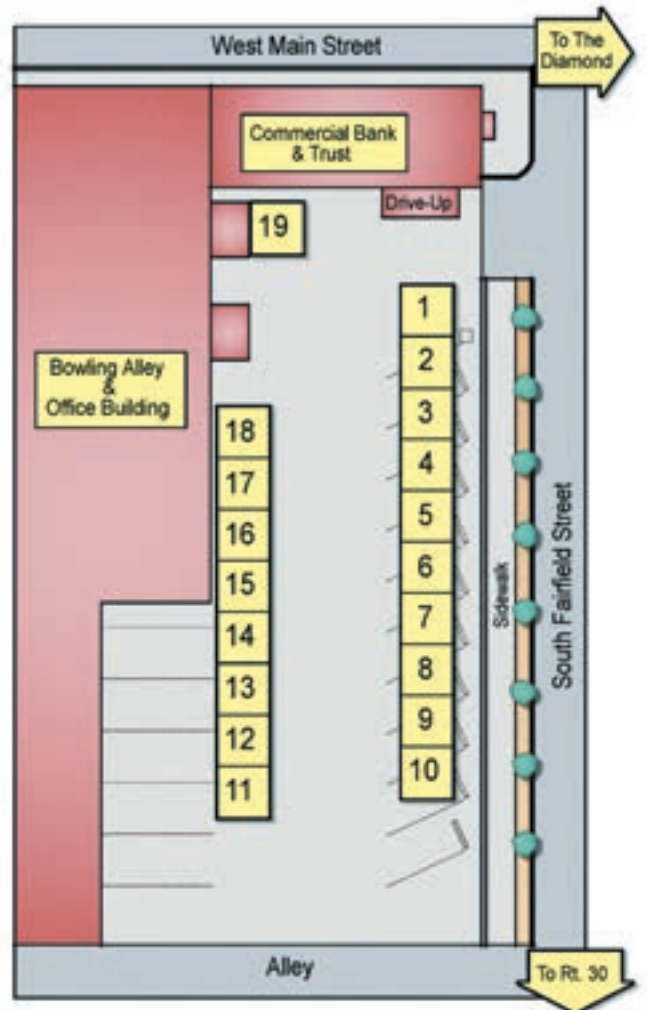 West Main Street
To The
Diamond
Commercial Bank
& Trust
Drive-Up
19
Bowling Alley
&
Office Building
1
2
3
4
5
6
7
8
9
10
18
17
16
15
14
13
12
11
Sidewalk
South Fairfield Street
Alley
To Rt. 30